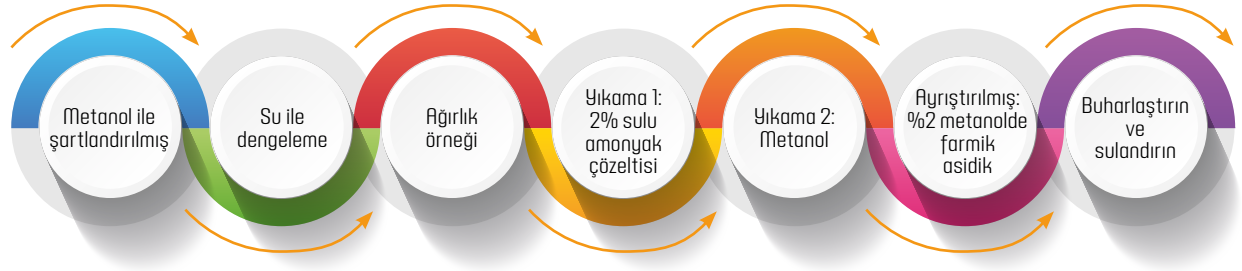 Metanol ile
şartlandırılmış
Su ile
dengeleme
Ağırlık
örneği
Yıkama 1:
2% sulu
amonyak
çözeltisi
Yıkama 2:
Metanol
Ayrıştırılmış:
%2 metanolde
farmik
asidik
Buharlaştırın
ve
sulandırın